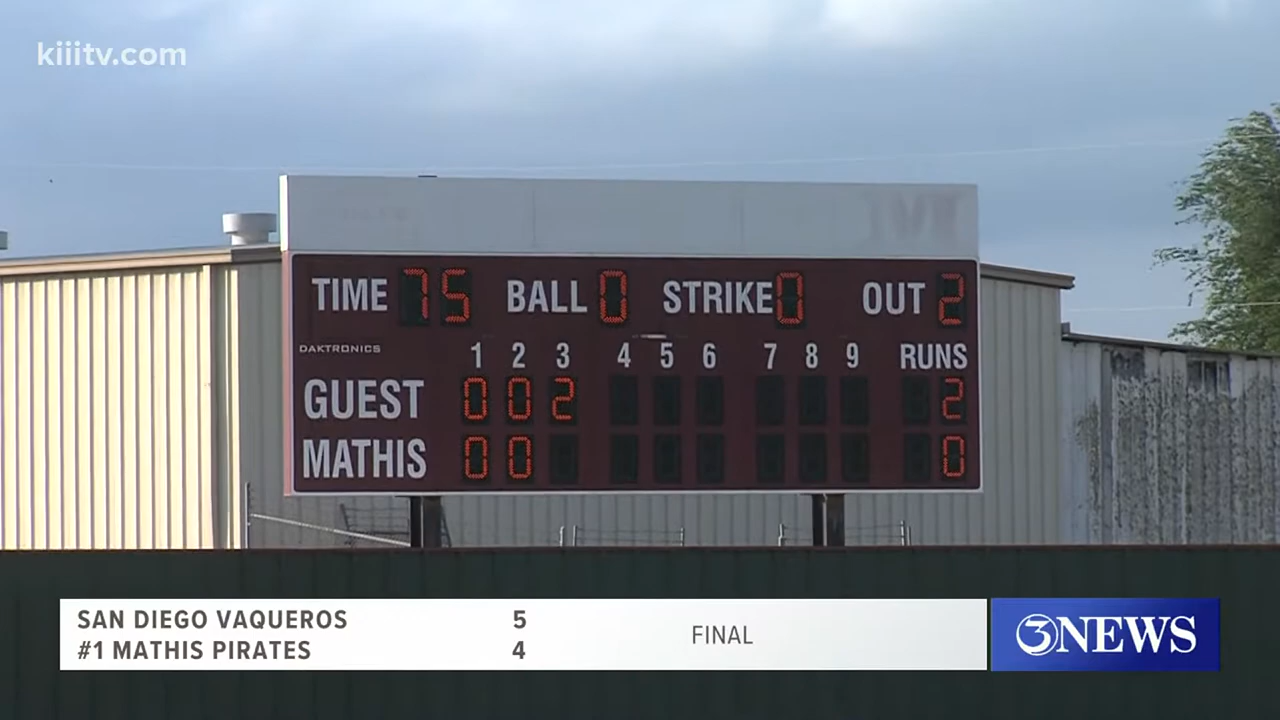 kiiitv.com
TIME 75 BALL 0 STRIKE 0 OUT 2
DAKTRONICS 1 2 3 4 5 6 7 8 9 RUNS
GUEST 0 0 2 2
MATHIS 0 0 0
SAN DIEGO VAQUEROS 5
#1 MATHIS PIRATES 4
FINAL
3NEWS